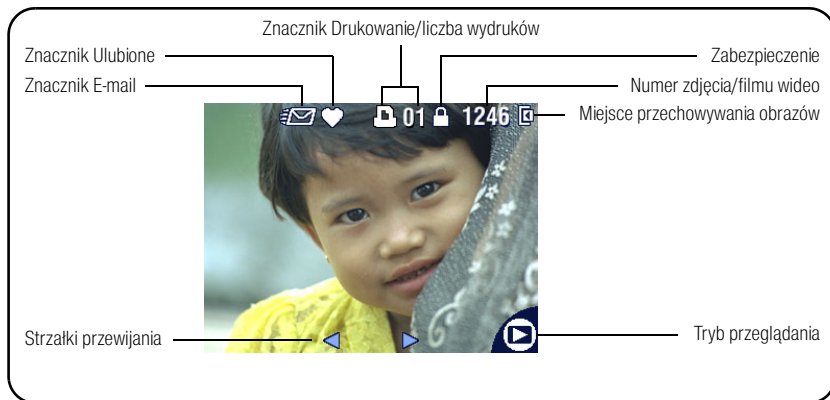 Znacznik Drukowanie/liczba wydruków
Znacznik Ulubione
Zabezpieczenie
Znacznik E-mail
Numer zdjęcia/filmu wideo
01 1246
Miejsce przechowywania obrazów
Strzałki przewijania
Tryb przeglądania